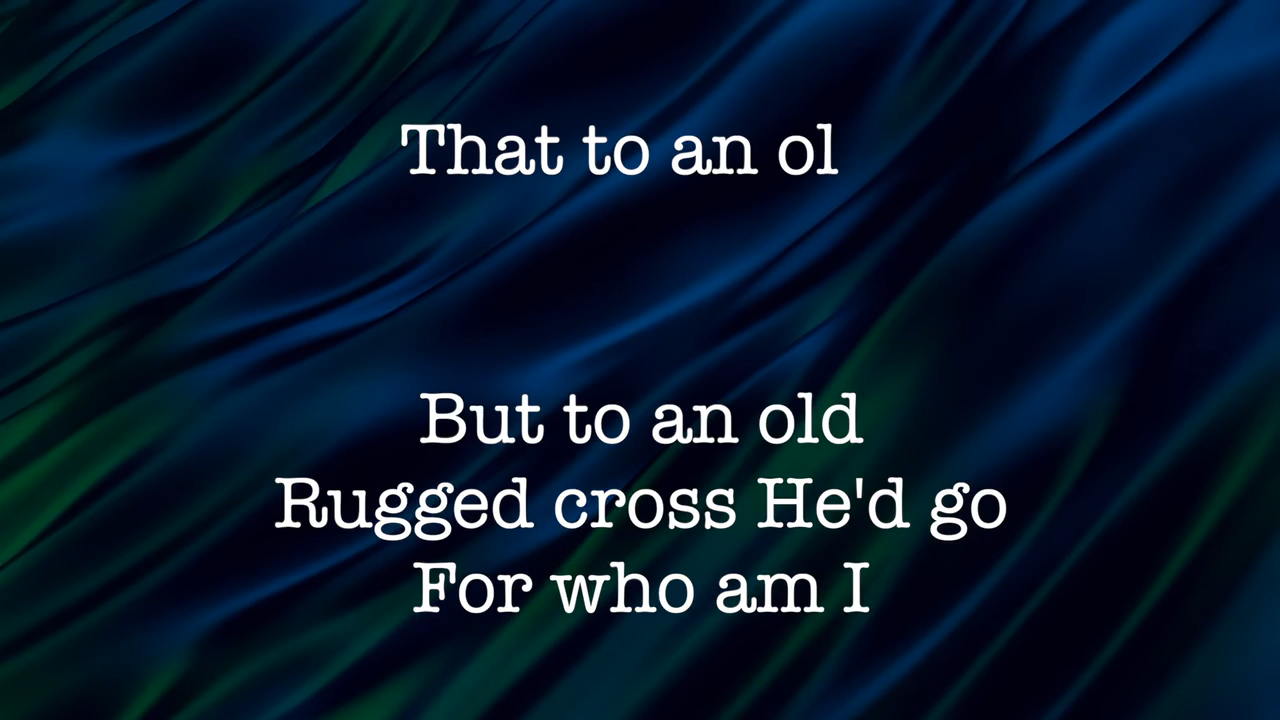 That to an ol
But to an old
Rugged cross He'd go
For who am I